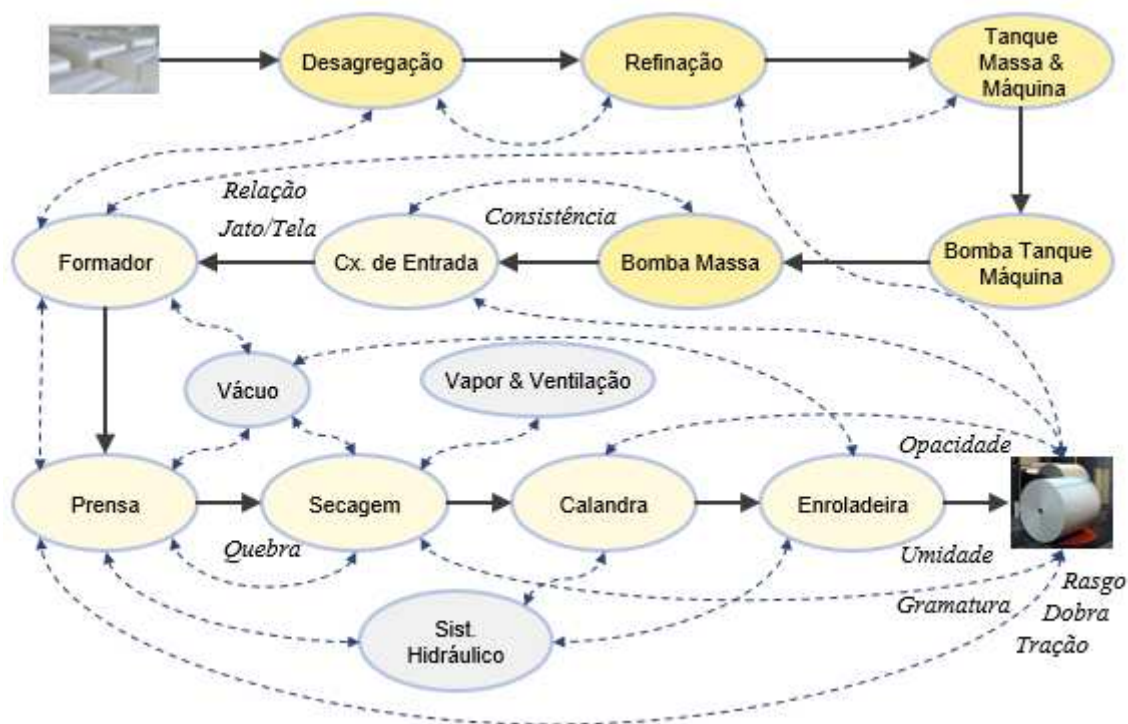 Desagregação
Refinação
Tanque
Massa &
Máquina
Relação
Jato/Tela
Consistência
Formador
Cx. de Entrada
Bomba Massa
Bomba Tanque
Máquina
Vácuo
Vapor & Ventilação
Opacidade
Prensa
Secagem
Calandra
Enroladeira
Quebra
Umidade
Gramatura
Rasgo
Dobra
Tração
Sist.
Hidráulico